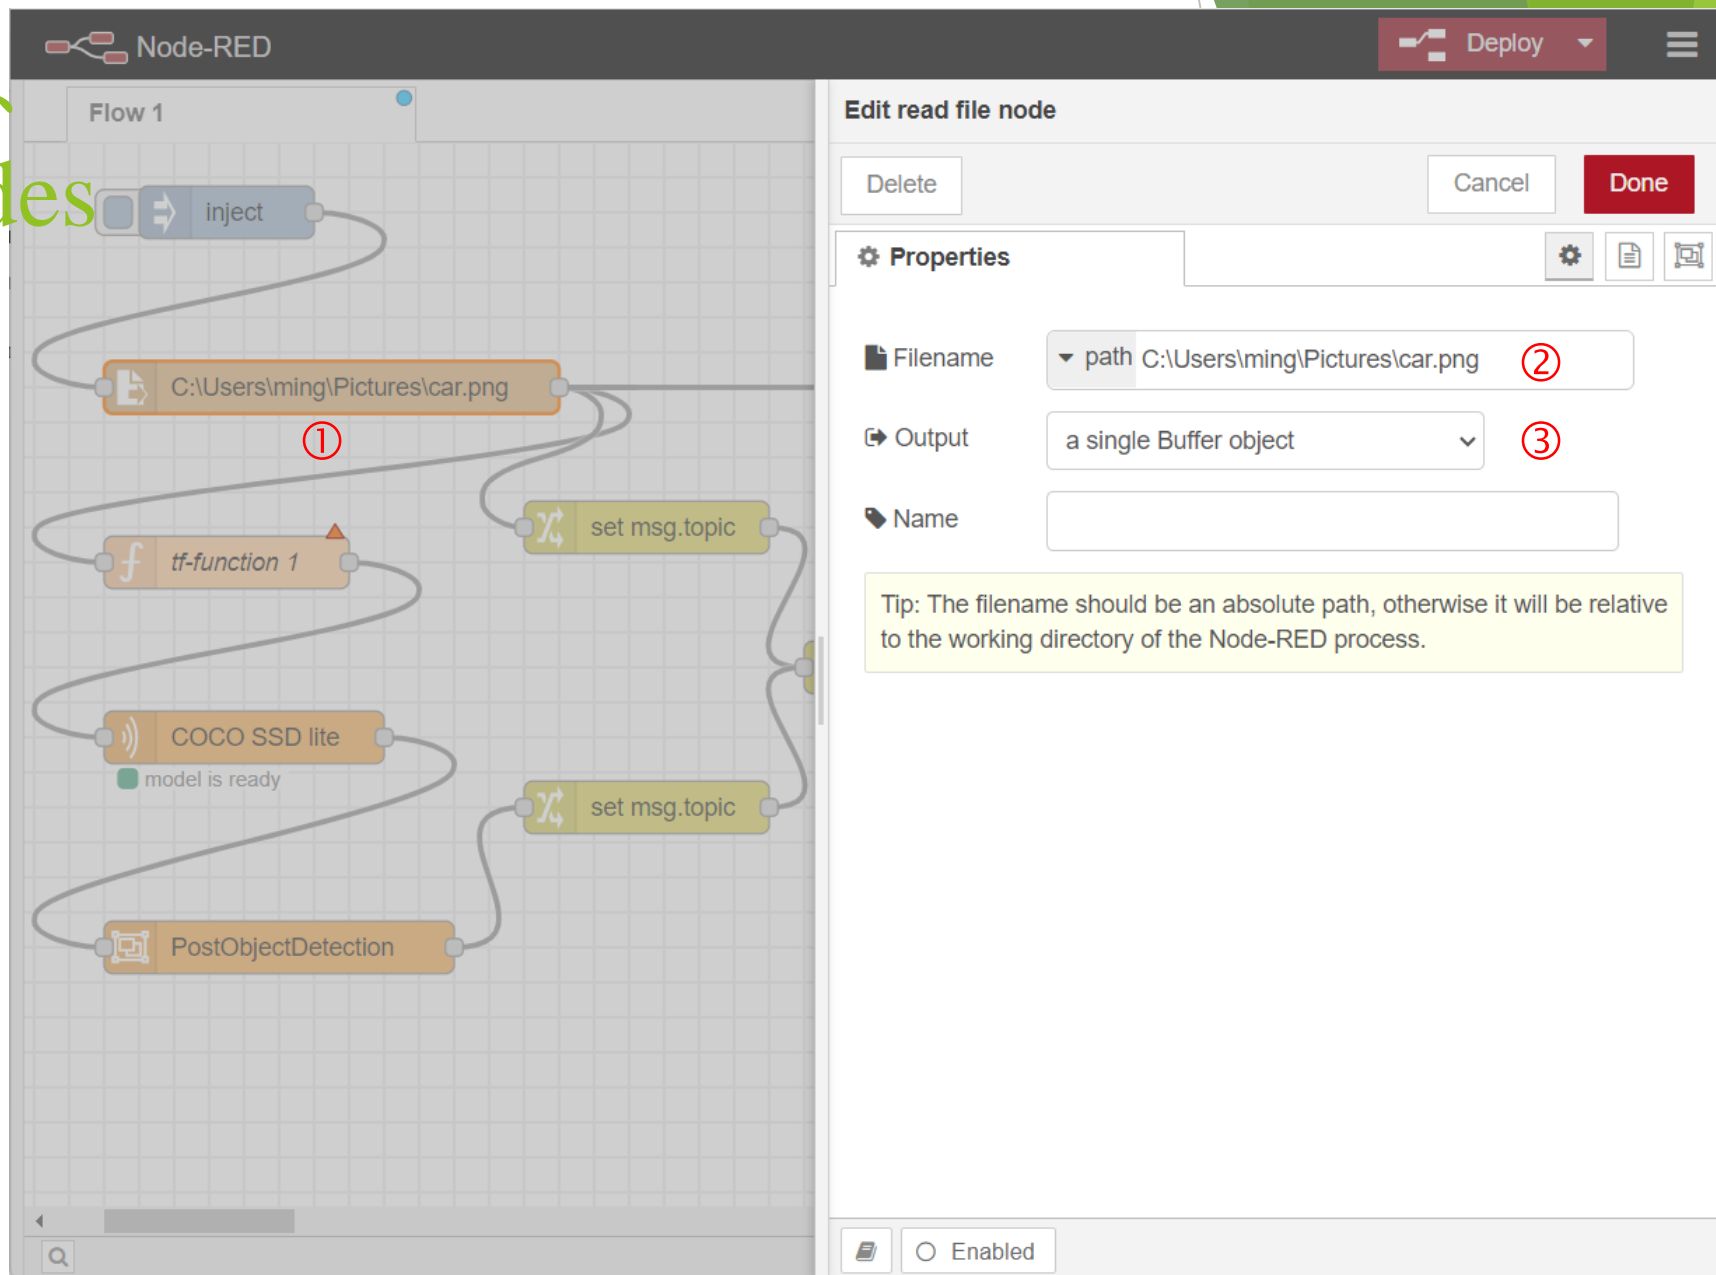 Node-RED
Deploy
Flow 1
des
inject
C:\Users\ming\Pictures\car.png
①
set msg.topic
tf-function 1
COCO SSD lite
model is ready
set msg.topic
PostObjectDetection
Edit read file node
Delete
Cancel
Done
Properties
Filename
path
C:\Users\ming\Pictures\car.png
②
Output
a single Buffer object
③
Name
Tip: The filename should be an absolute path, otherwise it will be relative
to the working directory of the Node-RED process.
Enabled